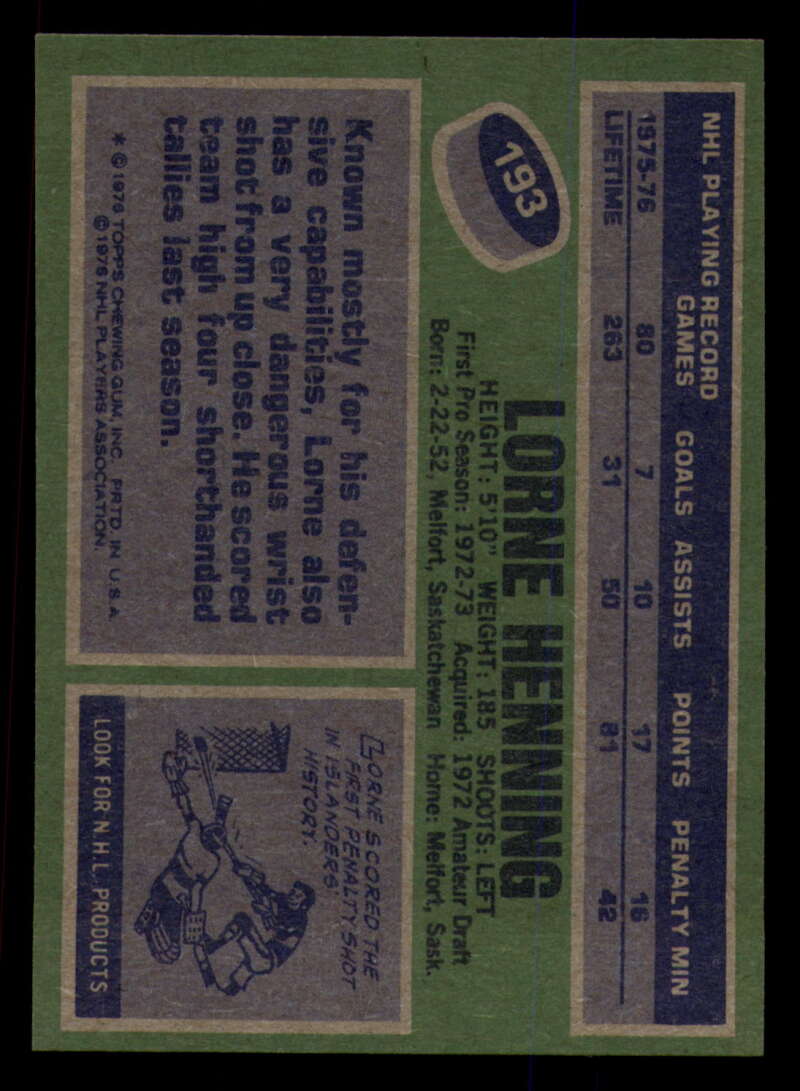 NHL PLAYING RECORD
GAMES GOALS ASSISTS POINTS PENALTY MIN
1975-76 80 7 10 17 16
LIFETIME 263 31 50 81 42
193
LORNE HENNING
HEIGHT: 5'10" WEIGHT: 185 SHOOTS: LEFT
First Pro Season: 1972-73 Acquired: 1972 Amateur Draft
Born: 2-22-52, Melfort, Saskatchewan Home: Melfort, Sask.
Known mostly for his defen-
sive capabilities, Lorne also
has a very dangerous wrist
shot from up close. He scored
team high four shorthanded
tallies last season.
* © 1976 TOPPS CHEWING GUM, INC. PRTD. IN U.S.A.
© 1976 NHL PLAYERS ASSOCIATION.
LORNE SCORED THE
FIRST PENALTY SHOT
IN ISLANDERS'
HISTORY.
LOOK FOR N.H.L. PRODUCTS